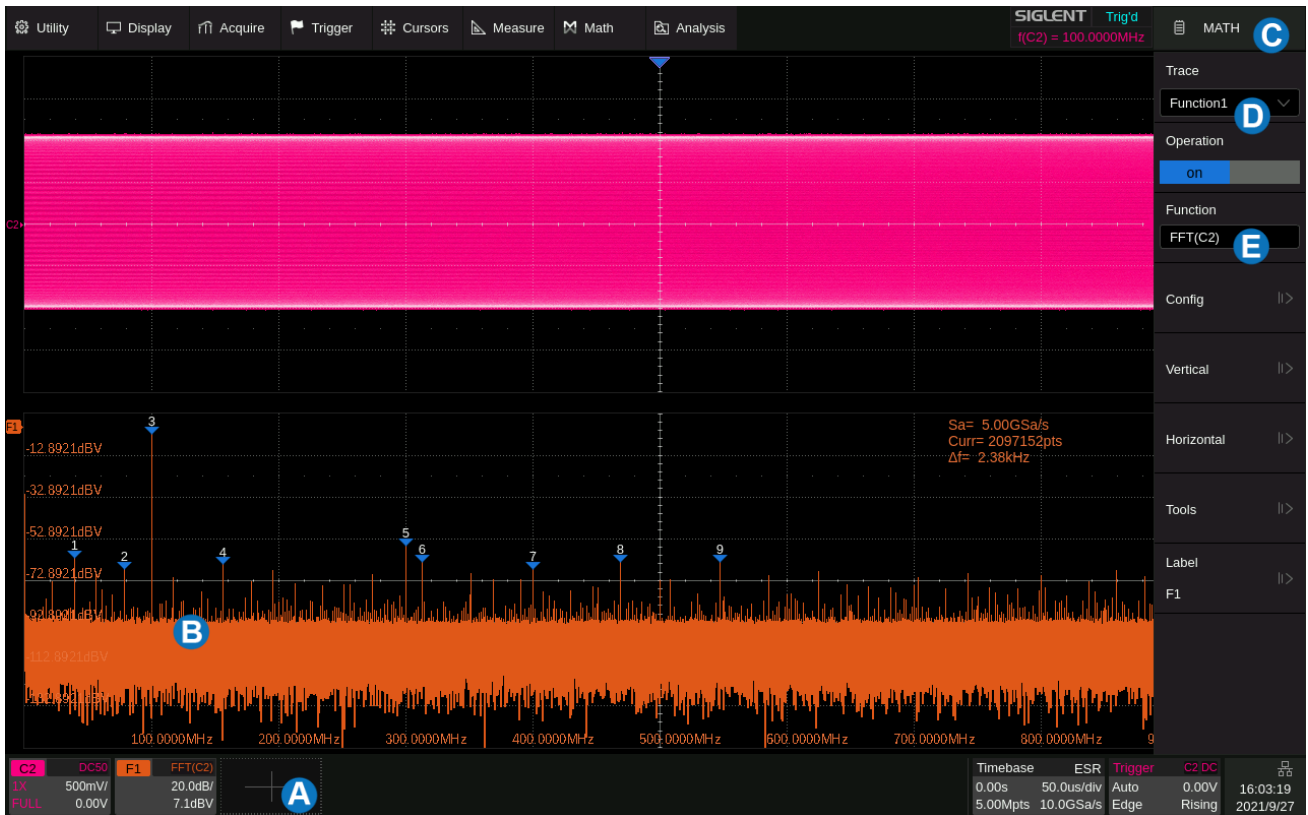 Utility Display Acquire Trigger Cursors Measure Math Analysis
SIGLENT Trig'd
f(C2) = 100.0000MHz
MATH C
Trace
Function1 D
Operation
on
Function
FFT(C2) E
Config
Vertical
Horizontal
Tools
Label
F1
C2
F1
3
-12.8921dBV
-32.8921dBV
-52.8921dBV
-72.8921dBV
-92.8921dBV
-112.8921dBV
1 2 4 5 6 7 8 9
Sa= 5.00GSa/s
Curr= 2097152pts
Δf= 2.38kHz
B
100.0000MHz 200.0000MHz 300.0000MHz 400.0000MHz 500.0000MHz 600.0000MHz 700.0000MHz 800.0000MHz 9
C2 DC50
1X 500mV/
FULL 0.00V
F1 FFT(C2)
20.0dB/
7.1dBV
A
Timebase ESR
0.00s 50.0us/div
5.00Mpts 10.0GSa/s
Trigger C2 DC
Auto 0.00V
Edge Rising
16:03:19
2021/9/27